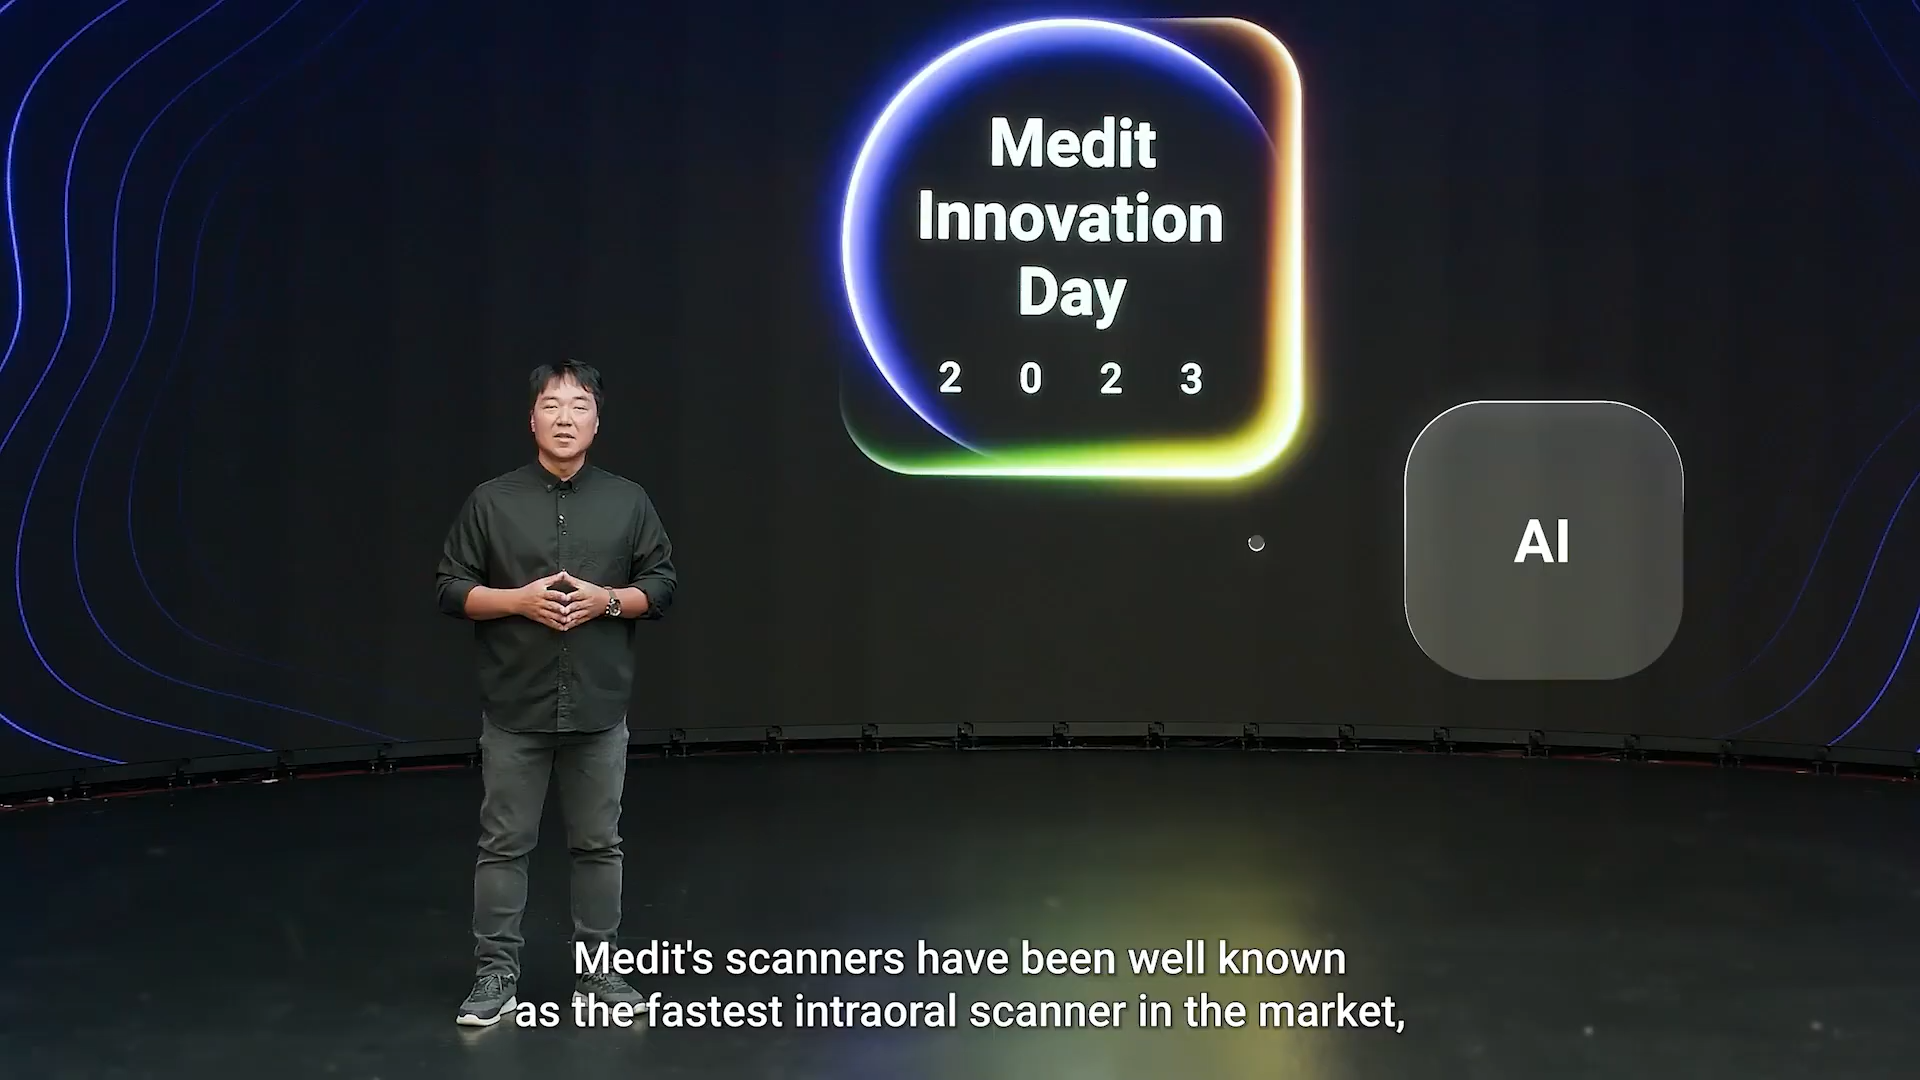 Medit
Innovation
Day
2 0 2 3
AI
Medit's scanners have been well known
as the fastest intraoral scanner in the market,